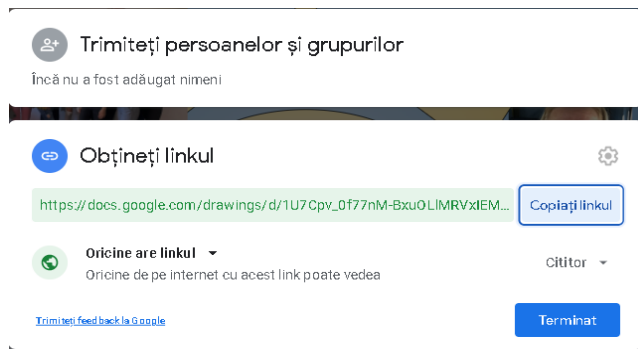 Trimiteți persoanelor și grupurilor
Încă nu a fost adăugat nimeni
Obțineți linkul
https://docs.google.com/drawings/d/1U7Cpv_0f77nM-BxuOLlMRVxIEM...
Copiați linkul
Oricine are linkul
Cititor
Oricine de pe internet cu acest link poate vedea
Trimiteți feedback la Google
Terminat